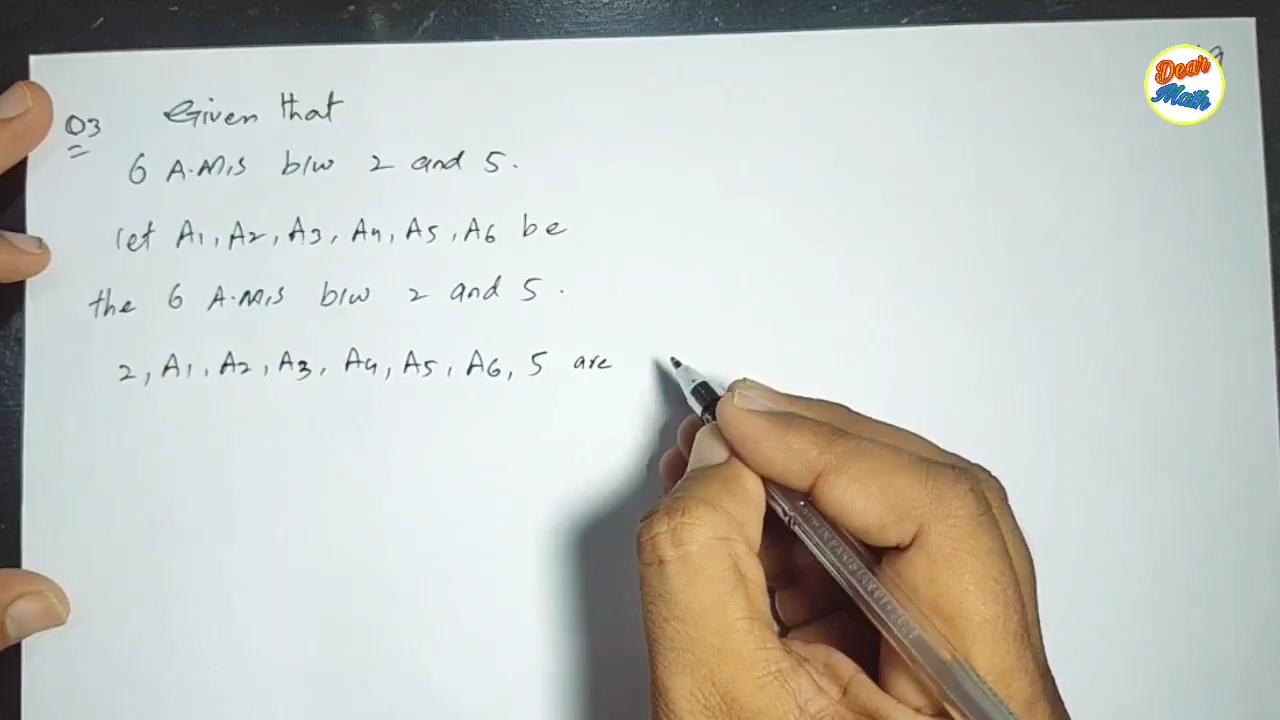 Q3 Given that
6 A.M,s b/w 2 and 5.
let A1, A2, A3, A4, A5, A6 be
the 6 A.M,s b/w 2 and 5.
2, A1, A2, A3, A4, A5, A6, 5 are
Dear
Math